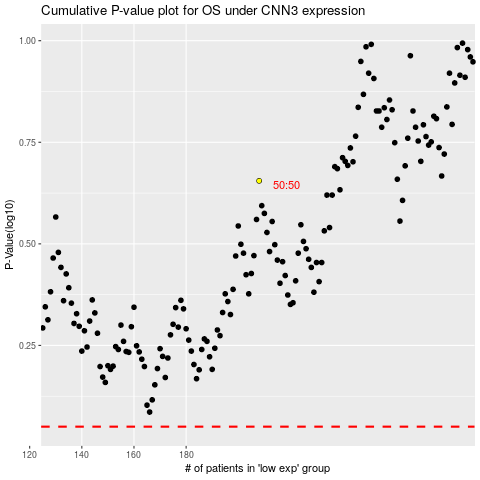 Cumulative P-value plot for OS under CNN3 expression
1.00
0.75
0.50
0.25
P-Value(log10)
50:50
120 140 160 180
# of patients in 'low exp' group